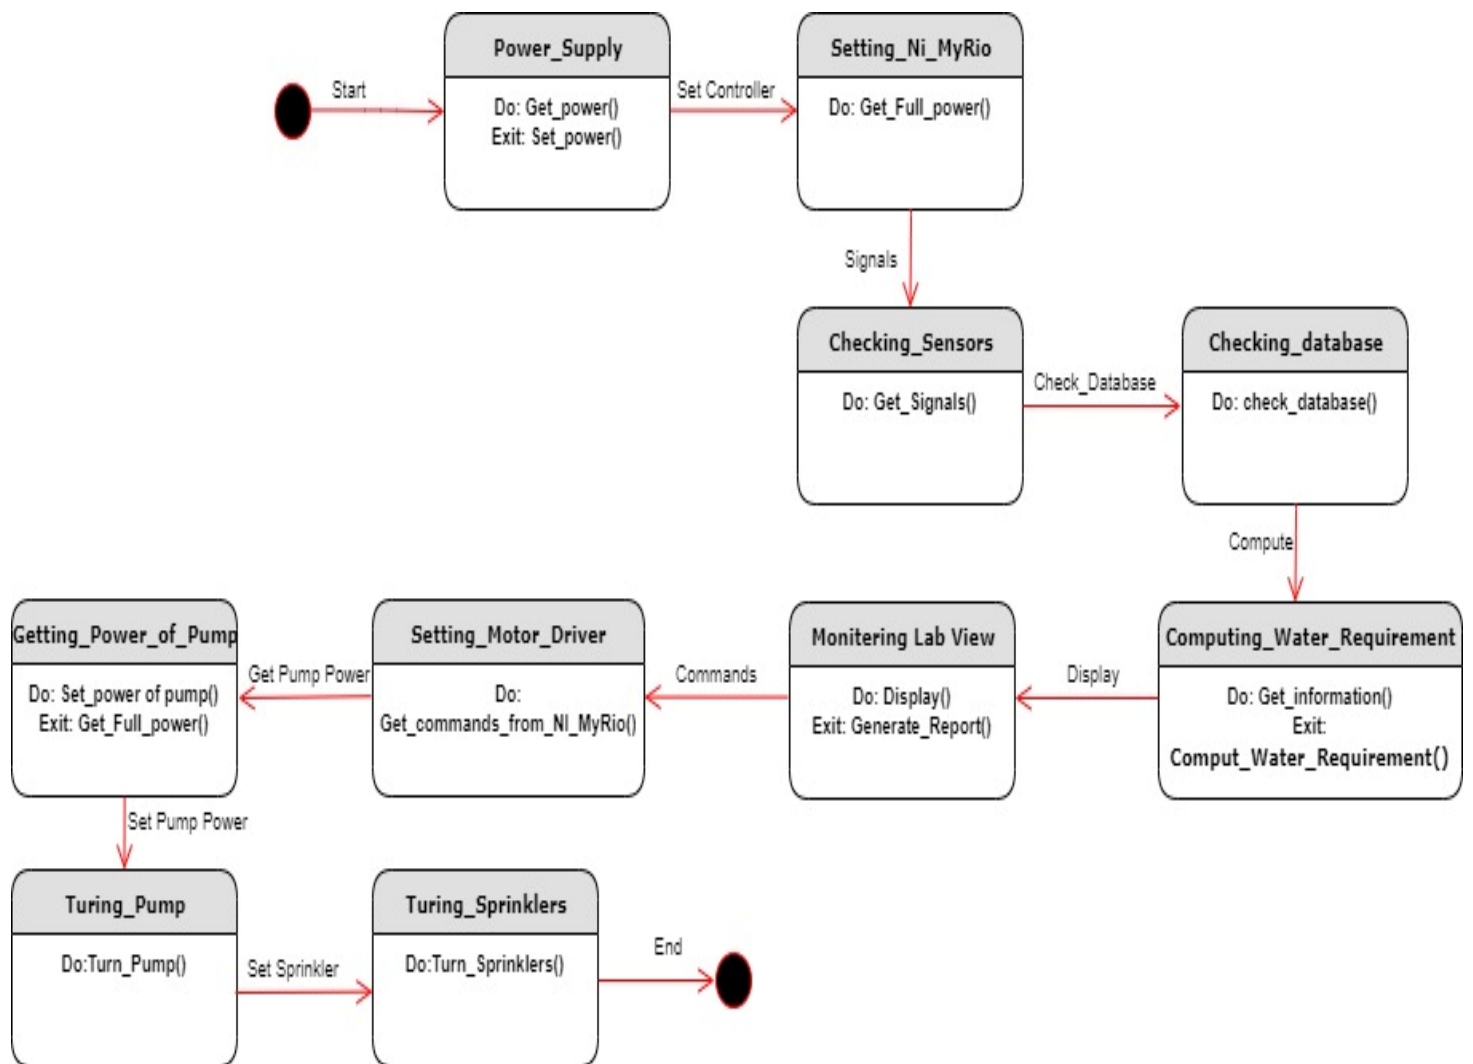 Start
Power_Supply
Do: Get_power()
Exit: Set_power()
Set Controller
Setting_Ni_MyRio
Do: Get_Full_power()
Signals
Checking_Sensors
Do: Get_Signals()
Check_Database
Checking_database
Do: check_database()
Compute
Computing_Water_Requirement
Do: Get_information()
Exit:
Comput_Water_Requirement()
Display
Monitering Lab View
Do: Display()
Exit: Generate_Report()
Commands
Setting_Motor_Driver
Do:
Get_commands_from_NI_MyRio()
Get Pump Power
Getting_Power_of_Pump
Do: Set_power of pump()
Exit: Get_Full_power()
Set Pump Power
Turing_Pump
Do:Turn_Pump()
Set Sprinkler
Turing_Sprinklers
Do:Turn_Sprinklers()
End